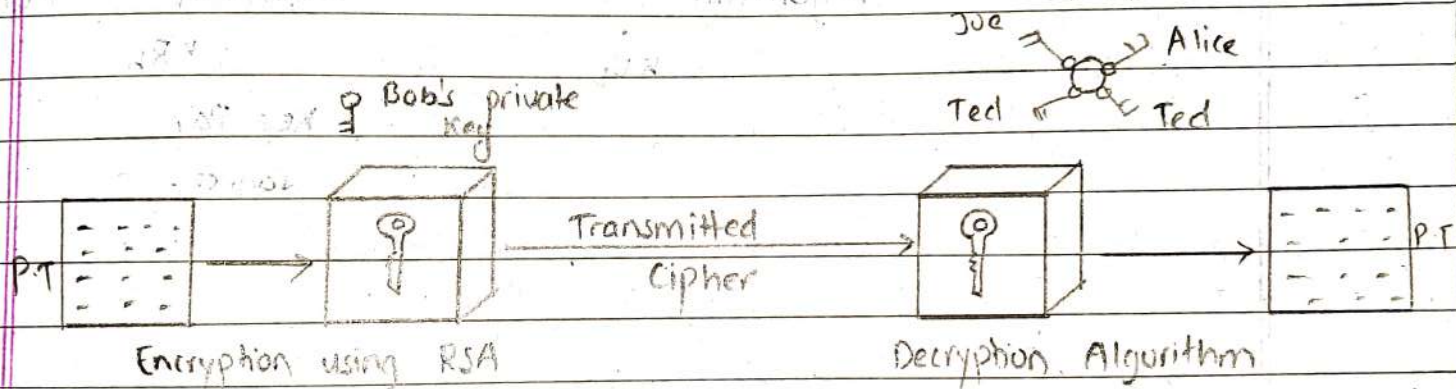 Joe
Alice
Ted
Ted
Bob's private
Key
P.T
Transmitted
Cipher
P.T
Encryption using RSA
Decryption Algorithm